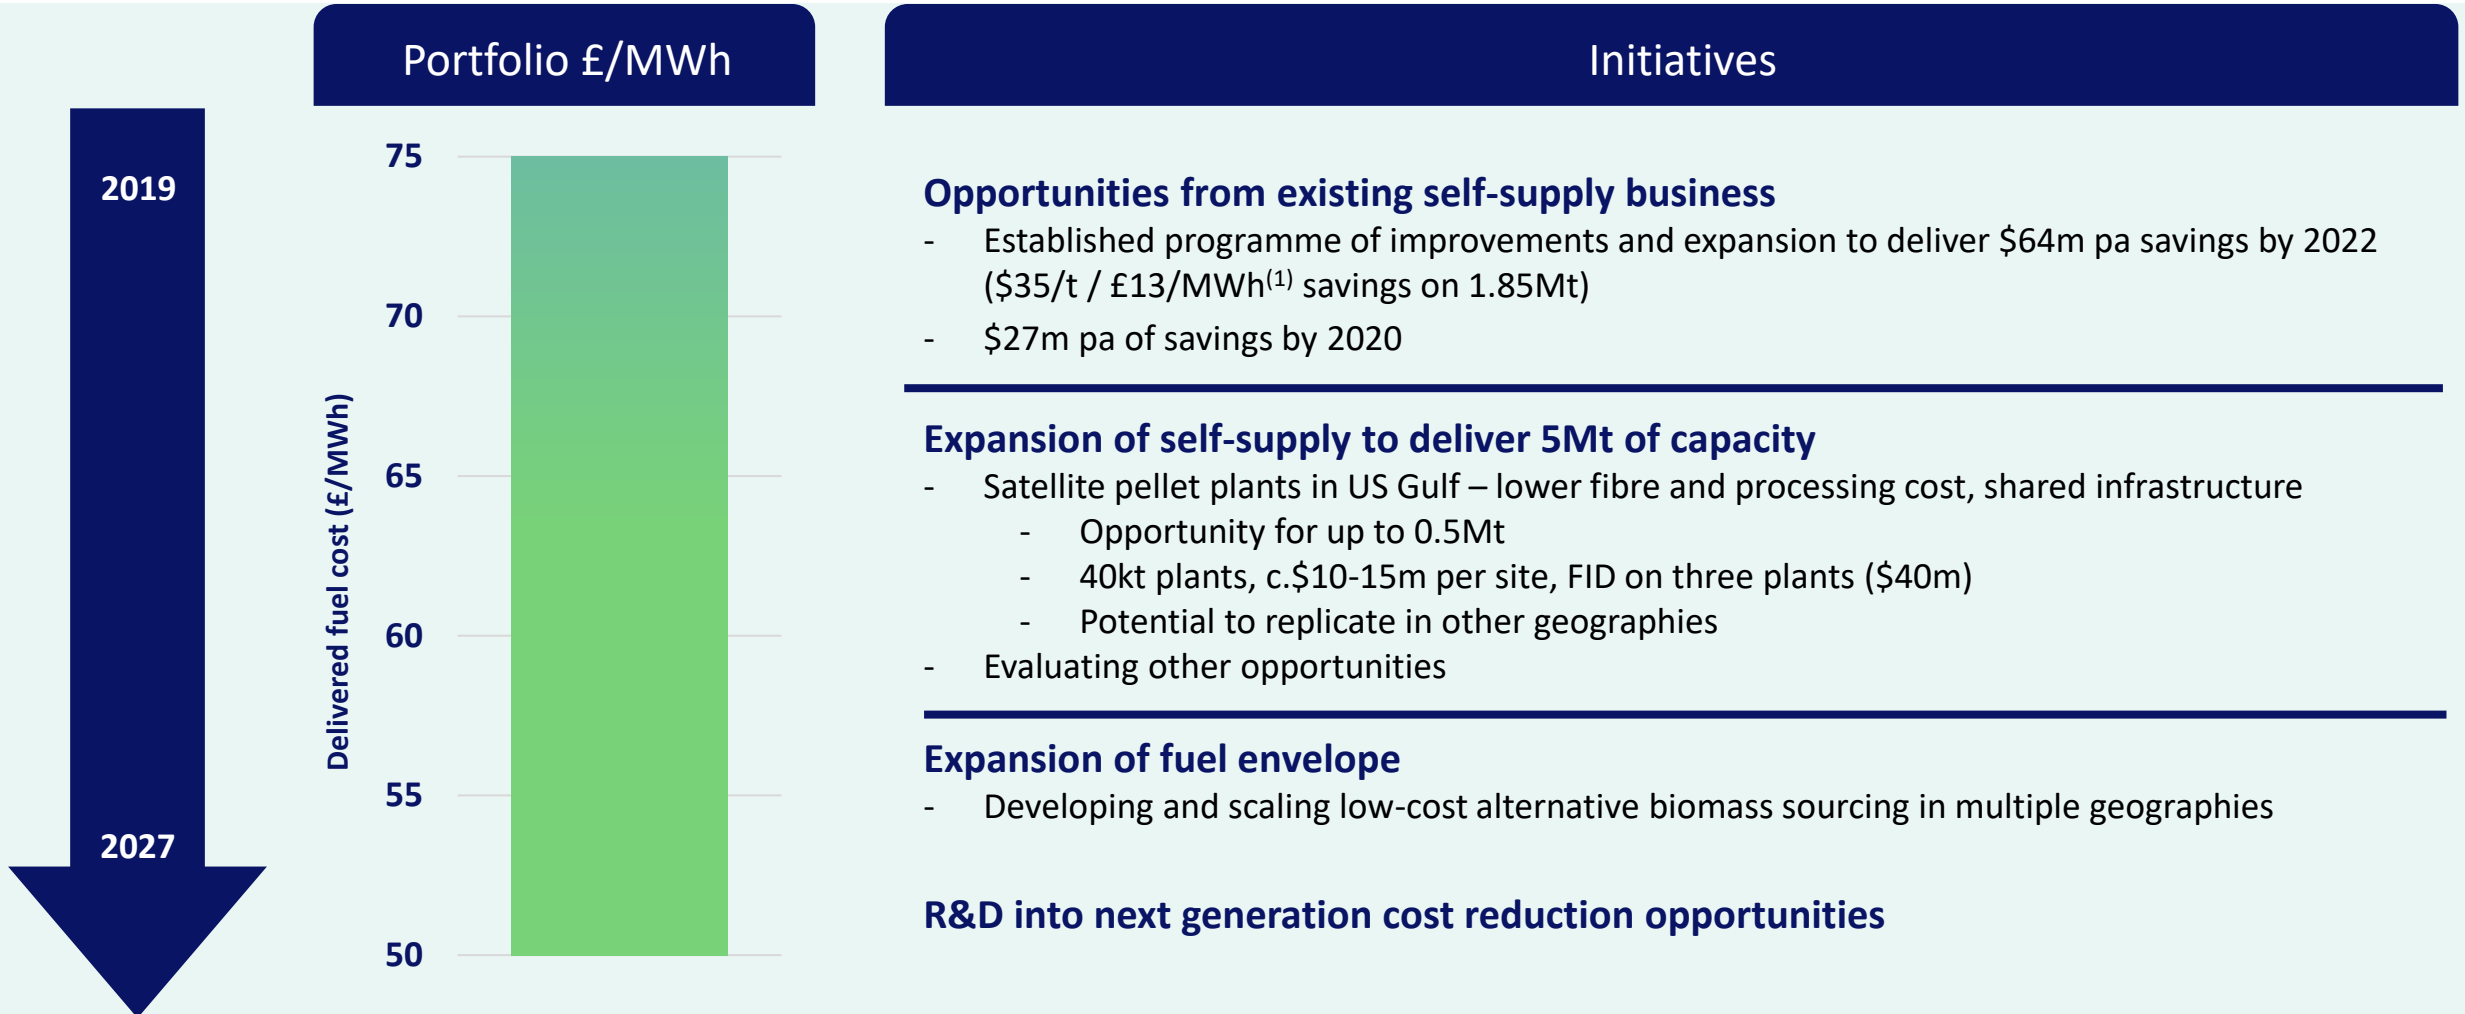 Portfolio £/MWh
Initiatives
2019
2027
Delivered fuel cost (£/MWh)
75
70
65
60
55
50
Opportunities from existing self-supply business
- Established programme of improvements and expansion to deliver $64m pa savings by 2022
($35/t / £13/MWh(1) savings on 1.85Mt)
- $27m pa of savings by 2020
Expansion of self-supply to deliver 5Mt of capacity
- Satellite pellet plants in US Gulf – lower fibre and processing cost, shared infrastructure
- Opportunity for up to 0.5Mt
- 40kt plants, c.$10-15m per site, FID on three plants ($40m)
- Potential to replicate in other geographies
- Evaluating other opportunities
Expansion of fuel envelope
- Developing and scaling low-cost alternative biomass sourcing in multiple geographies
R&D into next generation cost reduction opportunities